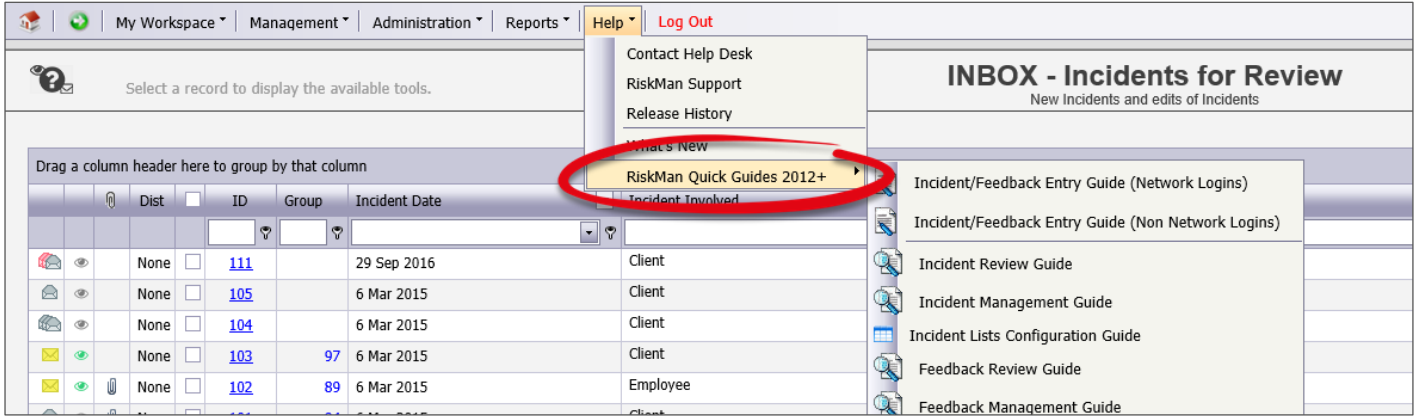 My Workspace Management Administration Reports Help Log Out
Contact Help Desk
RiskMan Support
Release History
What's New
RiskMan Quick Guides 2012+
Select a record to display the available tools.
INBOX - Incidents for Review
New Incidents and edits of Incidents
Incident/Feedback Entry Guide (Network Logins)
Incident/Feedback Entry Guide (Non Network Logins)
Incident Review Guide
Incident Management Guide
Incident Lists Configuration Guide
Feedback Review Guide
Feedback Management Guide
Drag a column header here to group by that column
Dist ID Group Incident Date Incident Involved
None 111 29 Sep 2016 Client
None 105 6 Mar 2015 Client
None 104 6 Mar 2015 Client
None 103 97 6 Mar 2015 Client
None 102 89 6 Mar 2015 Employee